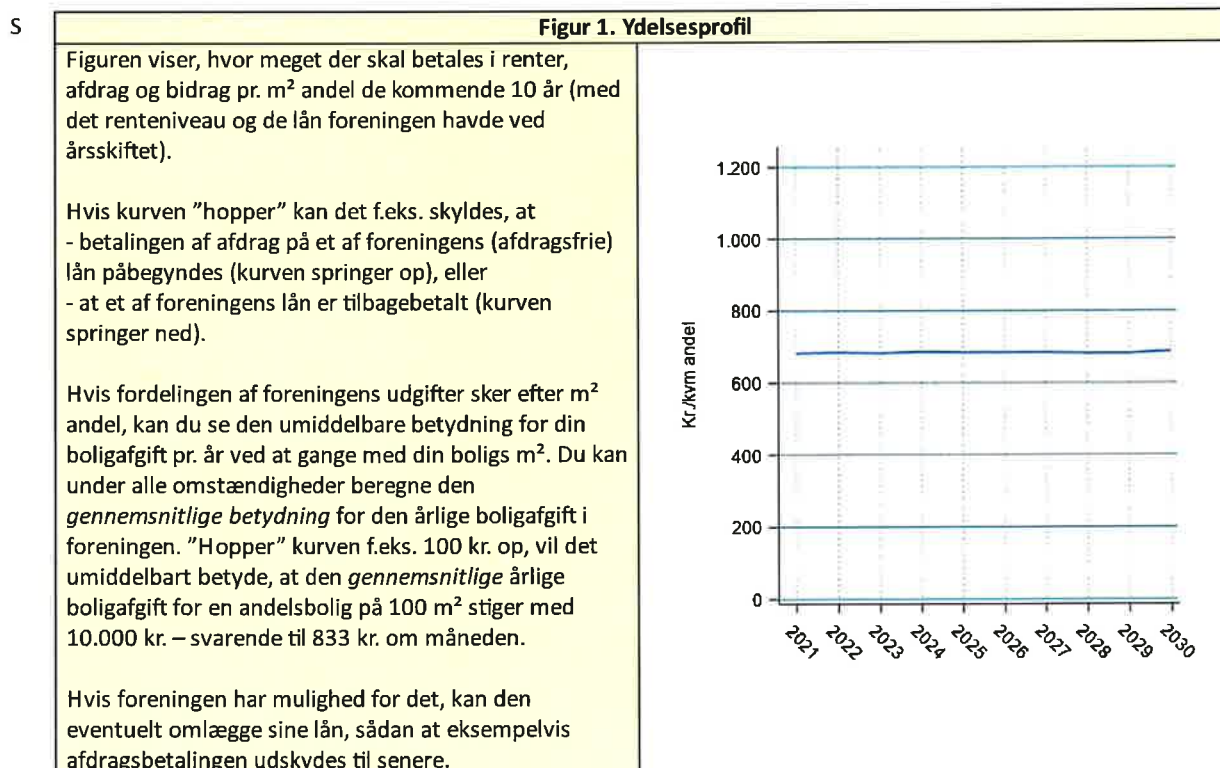 S
Figur 1. Ydelsesprofil
Figuren viser, hvor meget der skal betales i renter,
afdrag og bidrag pr. m² andel de kommende 10 år (med
det renteniveau og de lån foreningen havde ved
årsskiftet).
Hvis kurven "hopper" kan det f.eks. skyldes, at
- betalingen af afdrag på et af foreningens (afdragsfrie)
lån påbegyndes (kurven springer op), eller
- at et af foreningens lån er tilbagebetalt (kurven
springer ned).
Hvis fordelingen af foreningens udgifter sker efter m²
andel, kan du se den umiddelbare betydning for din
boligafgift pr. år ved at gange med din boligs m². Du kan
under alle omstændigheder beregne den
gennemsnitlige betydning for den årlige boligafgift i
foreningen. "Hopper" kurven f.eks. 100 kr. op, vil det
umiddelbart betyde, at den gennemsnitlige årlige
boligafgift for en andelsbolig på 100 m² stiger med
10.000 kr. – svarende til 833 kr. om måneden.
Hvis foreningen har mulighed for det, kan den
eventuelt omlægge sine lån, sådan at eksempelvis
afdragsbetalingen udskydes til senere.
Kr./kvm andel
1.200
1.000
800
600
400
200
0
2021
2022
2023
2024
2025
2026
2027
2028
2029
2030